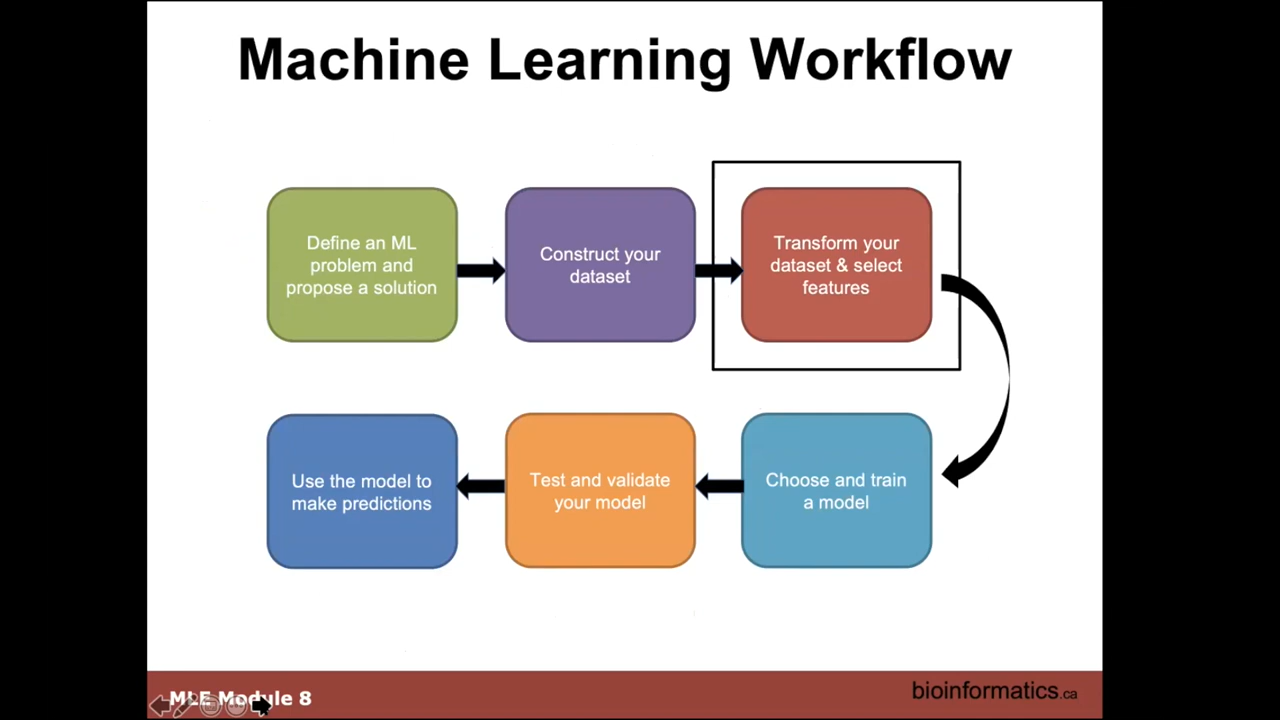 Machine Learning Workflow
Define an ML
problem and
propose a solution
Construct your
dataset
Transform your
dataset & select
features
Use the model to
make predictions
Test and validate
your model
Choose and train
a model
MLE Module 8
bioinformatics.ca